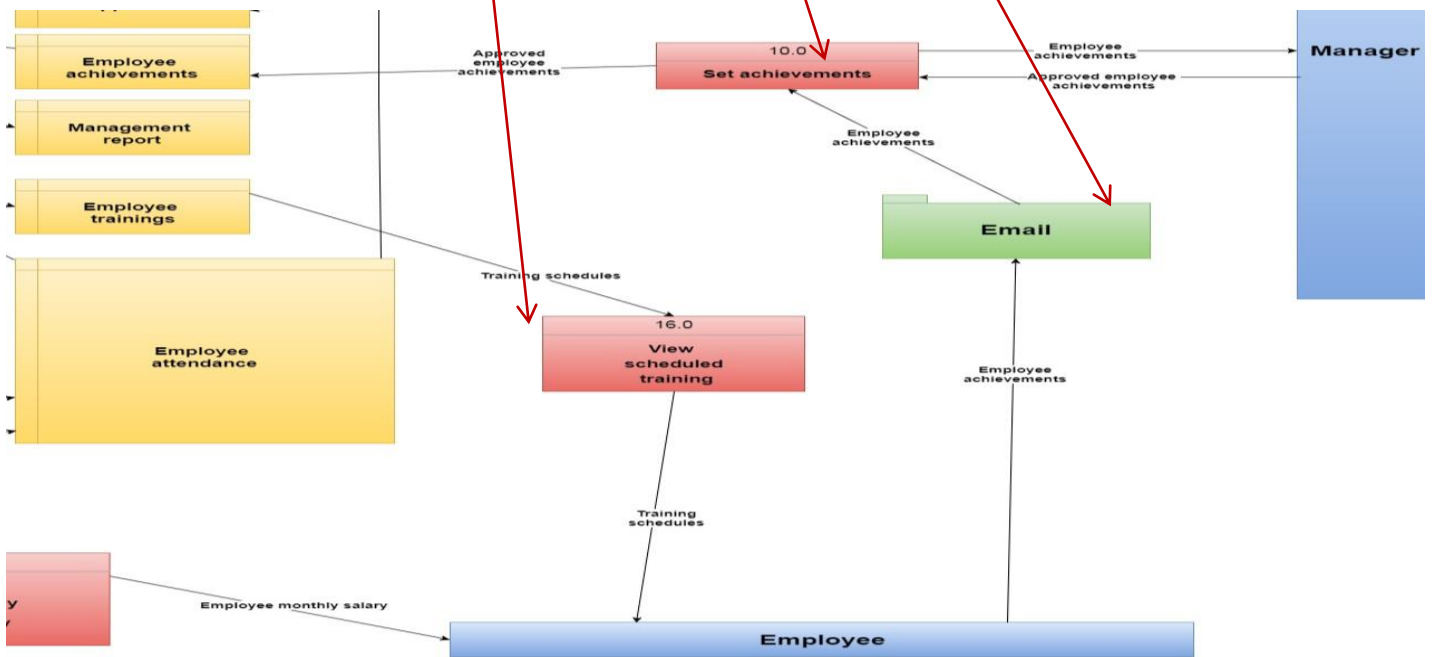 Employee
achievements
Approved
employee
achievements
10.0
Set achievements
Employee
achievements
Approved employee
achievements
Manager
Management
report
Employee
achievements
Employee
trainings
Email
Training schedules
16.0
View
scheduled
training
Employee
attendance
Employee
achievements
Training
schedules
Employee monthly salary
Employee